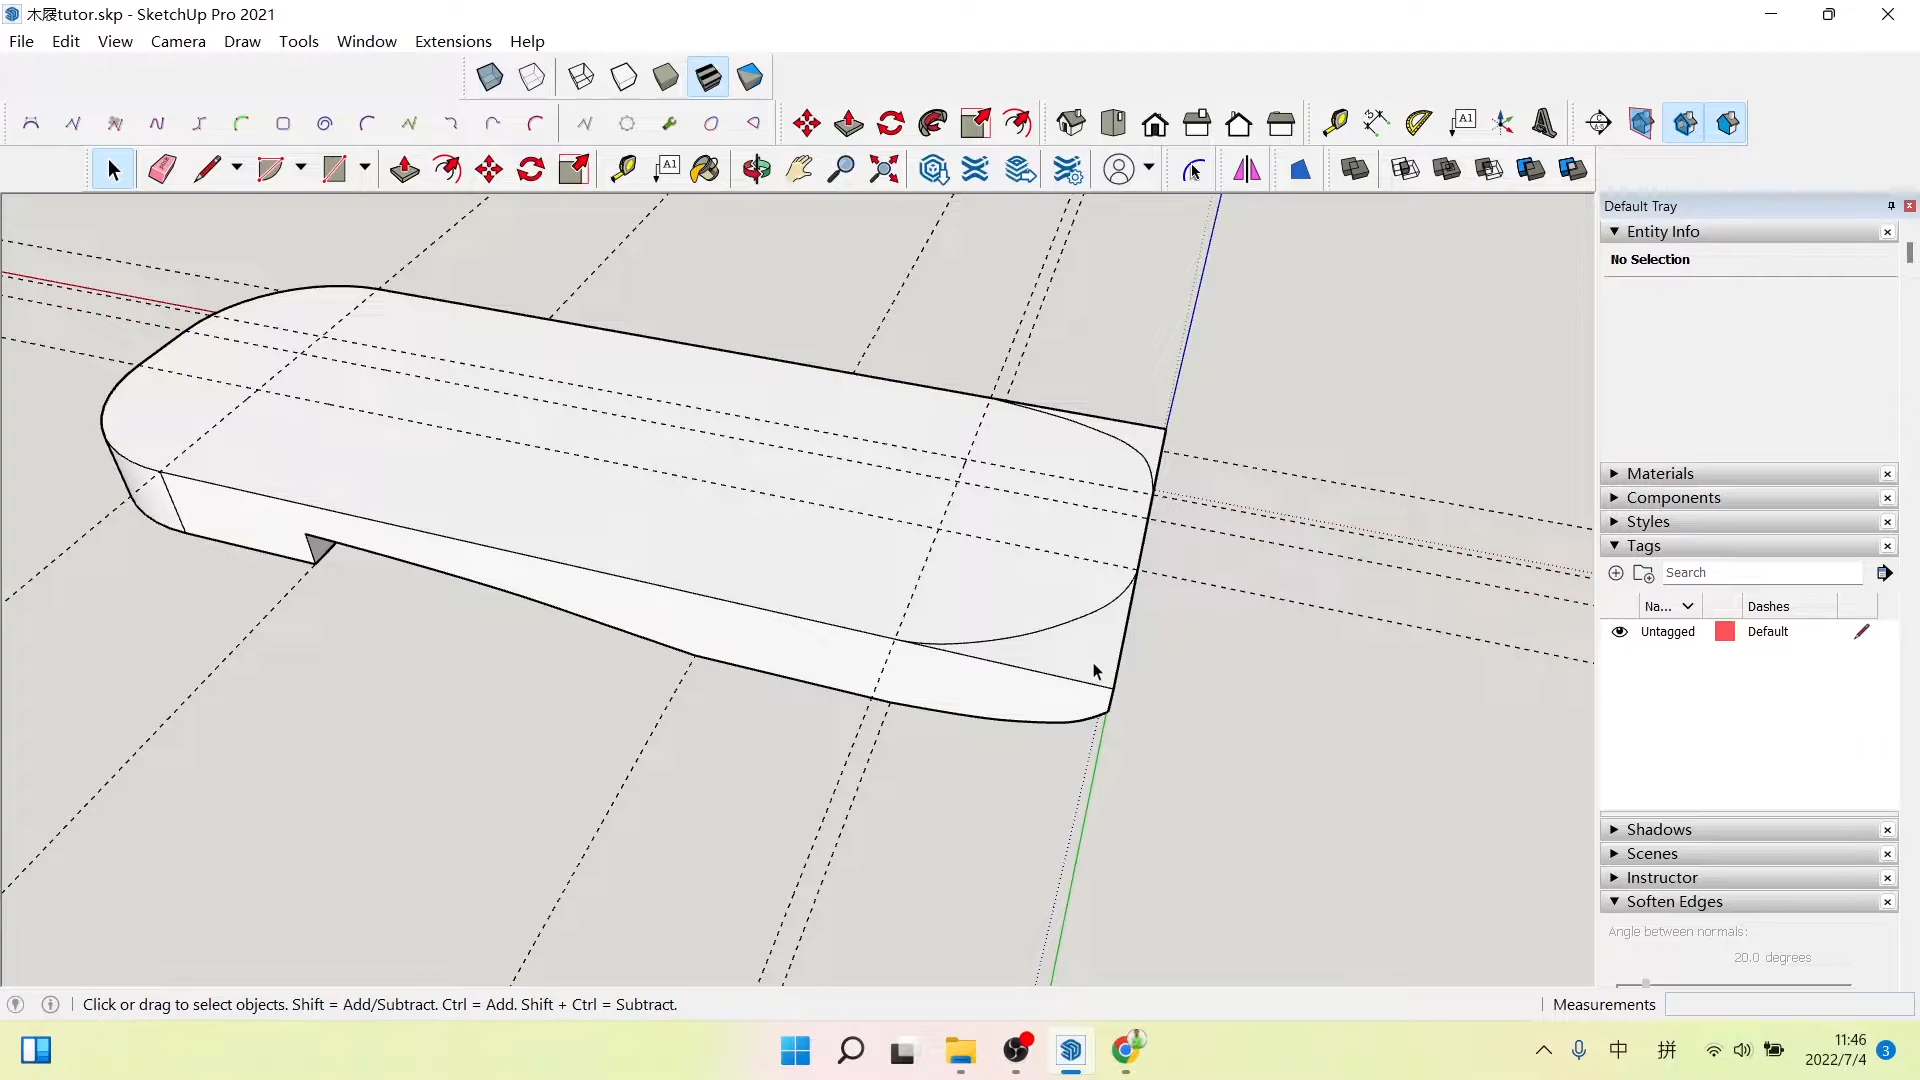 木屐tutor.skp - SketchUp Pro 2021
File Edit View Camera Draw Tools Window Extensions Help
A1
A1
Default Tray
Entity Info
No Selection
Materials
Components
Styles
Tags
Search
Na... Dashes
Untagged Default
Shadows
Scenes
Instructor
Soften Edges
Angle between normals:
20.0 degrees
Click or drag to select objects. Shift = Add/Subtract. Ctrl = Add. Shift + Ctrl = Subtract.
Measurements
中 拼
11:46
2022/7/4
3